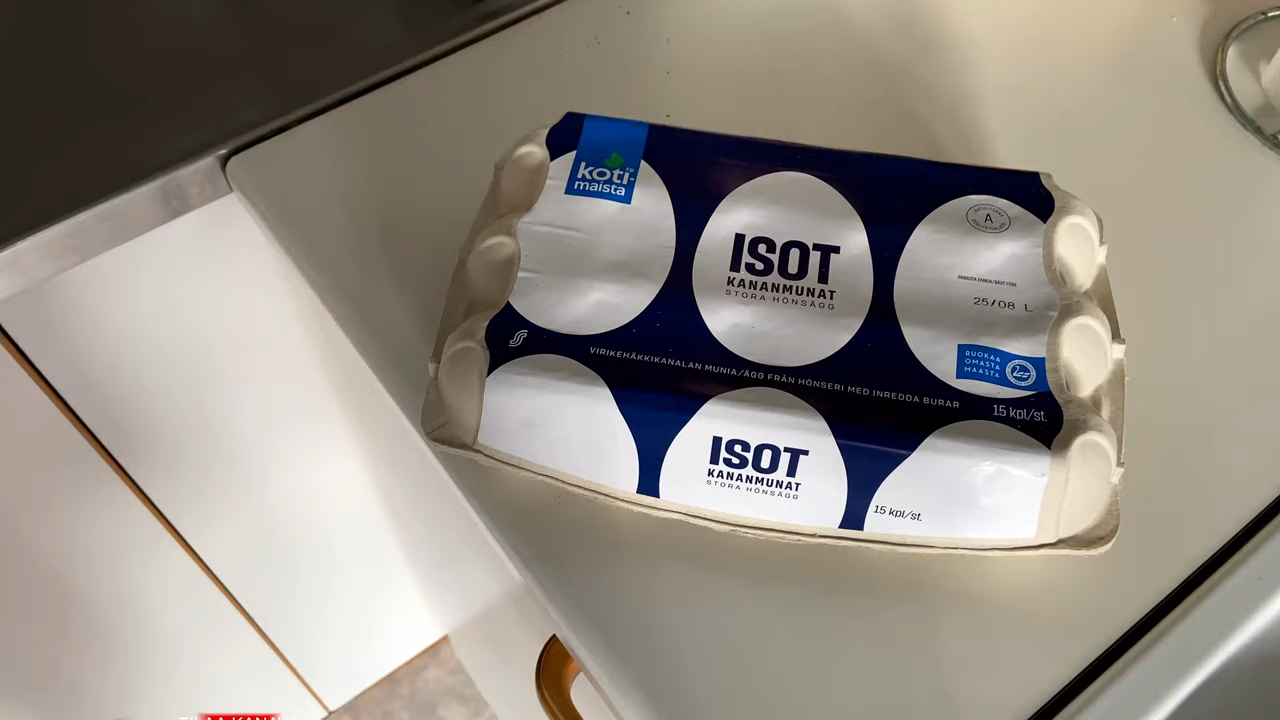 koti-
maista
ISOT
KANANMUNAT
STORA HÖNSÄGG
A
PARASTA ENNEN/BÄST FÖRE
25/08 L
RUOKAA
OMASTA
MAASTA
VIRIKEHÄKKIKANALAN MUNIA/ÄGG FRÅN HÖNSERI MED INREDDA BURAR
15 kpl/st.
ISOT
KANANMUNAT
STORA HÖNSÄGG
15 kpl/st.